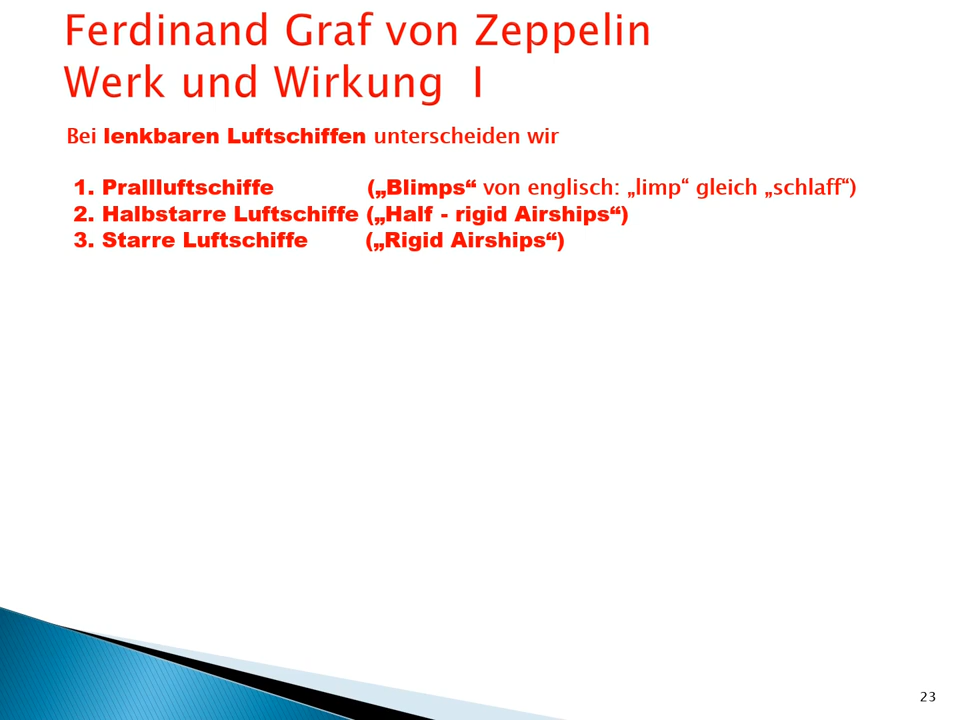 Ferdinand Graf von Zeppelin
Werk und Wirkung I
Bei lenkbaren Luftschiffen unterscheiden wir
1. Prallluftschiffe („Blimps“ von englisch: „limp“ gleich „schlaff“)
2. Halbstarre Luftschiffe („Half - rigid Airships“)
3. Starre Luftschiffe („Rigid Airships“)
23